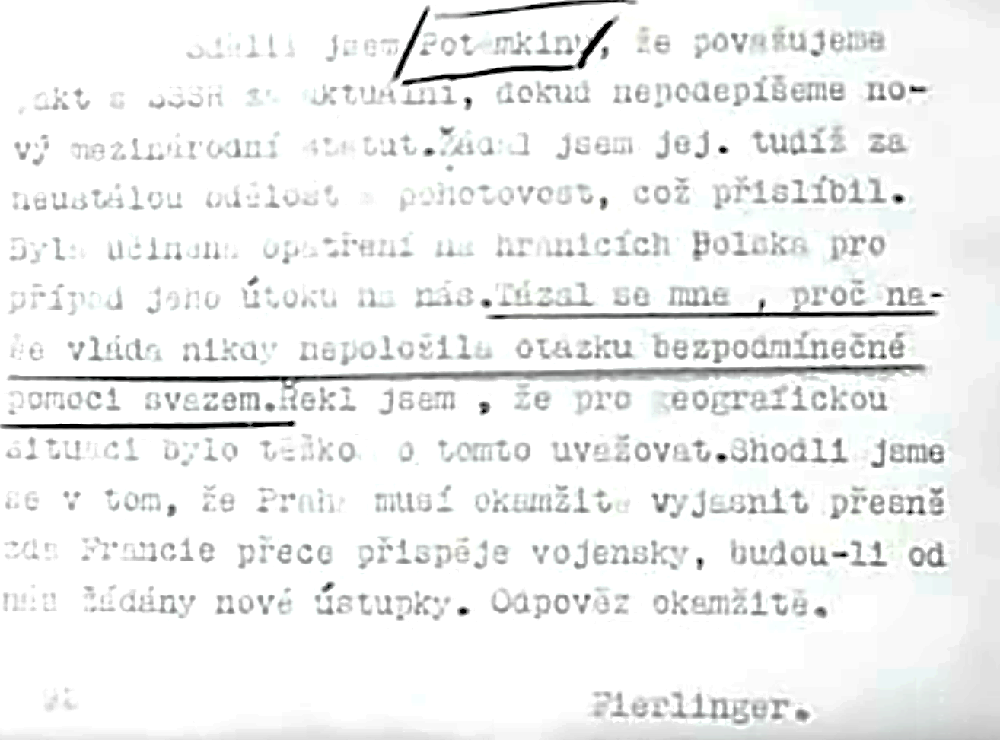 Sdělil jsem Potěmkinu, že považujeme
pakt s SSSR za aktuální, dokud nepodepíšeme no-
vý mezinárodní statut.Žádal jsem jej. tudíž za
neustálou bdělost a pohotovost, což přislíbil.
Byla učiněna opatření na hranicích Polska pro
případ jeho útoku na nás.Tázal se mne , proč na-
še vláda nikdy nepoložila otázku bezpodmínečné
pomoci svazem.Řekl jsem , že pro geografickou
situaci bylo těžko o tomto uvažovat.Shodli jsme
se v tom, že Praha musí okamžitě vyjasnit přesně
zda Francie přece přispěje vojensky, budou-li od
nás žádány nové ústupky. Odpověz okamžitě.
Fierlinger.